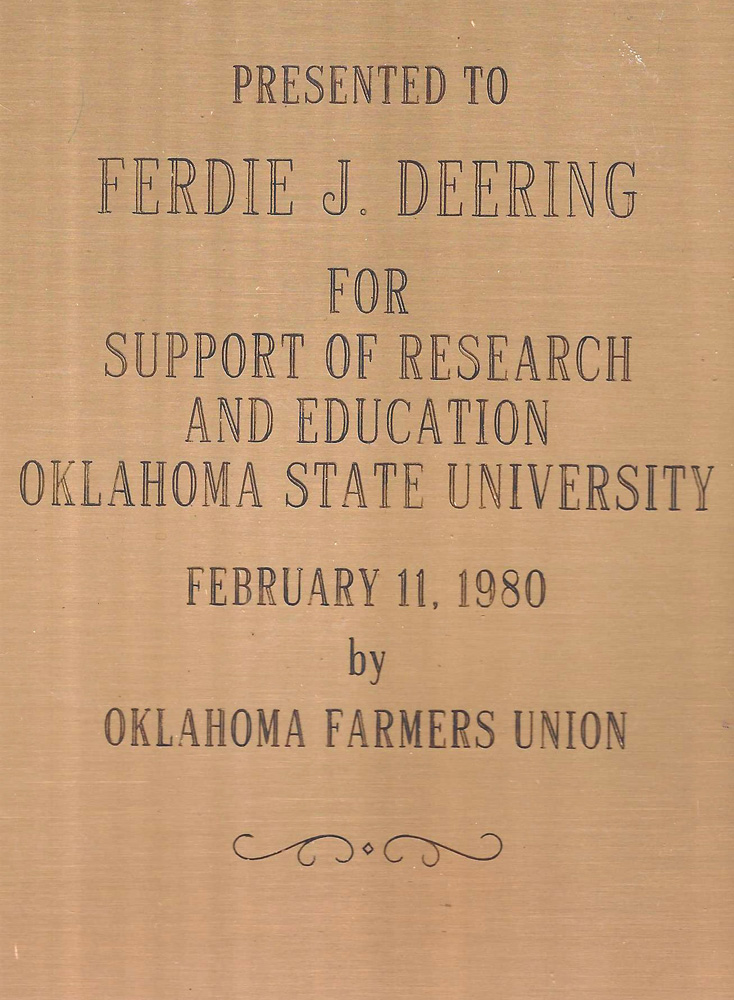 PRESENTED TO
FERDIE J. DEERING
FOR
SUPPORT OF RESEARCH
AND EDUCATION
OKLAHOMA STATE UNIVERSITY
FEBRUARY 11, 1980
by
OKLAHOMA FARMERS UNION